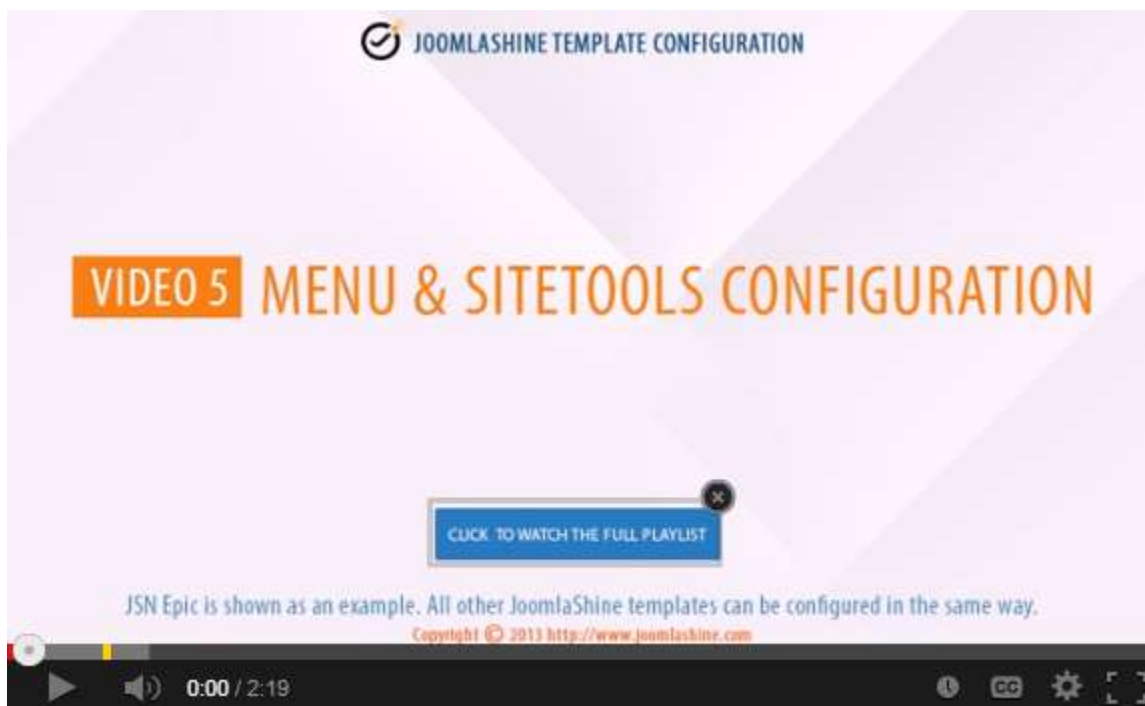 JOOMLASHINE TEMPLATE CONFIGURATION
VIDEO 5 MENU & SITETOOLS CONFIGURATION
CLICK TO WATCH THE FULL PLAYLIST
JSN Epic is shown as an example. All other JoomlaShine templates can be configured in the same way.
Copyright © 2013 http://www.joomlashine.com
0:00 / 2:19
CC